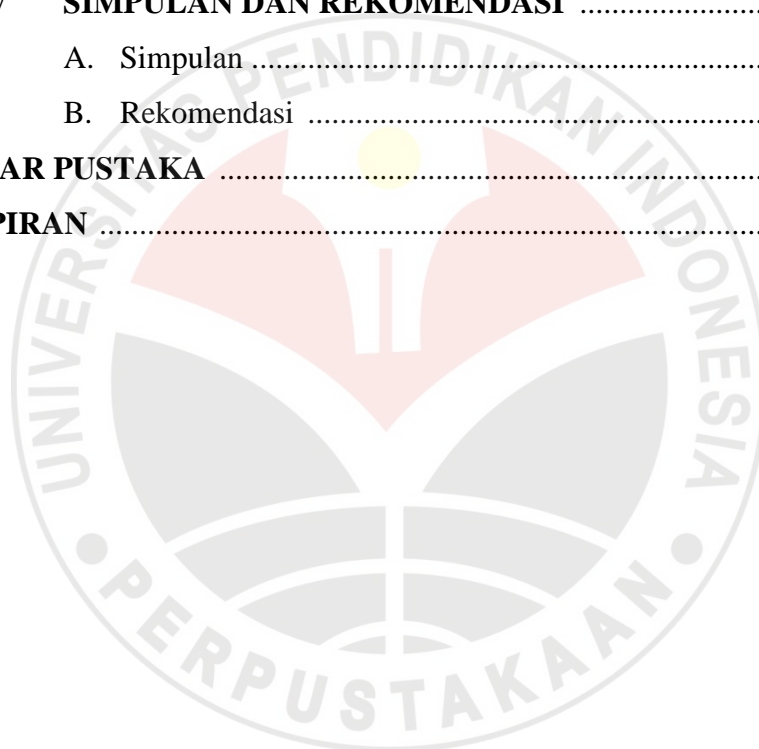 SIMPULAN DAN REKOMENDASI ........................
A. Simpulan ................................................................
B. Rekomendasi ........................................................
AR PUSTAKA ....................................................................
PIRAN ..................................................................................
UNIVERSITAS PENDIDIKAN INDONESIA
PERPUSTAKAAN